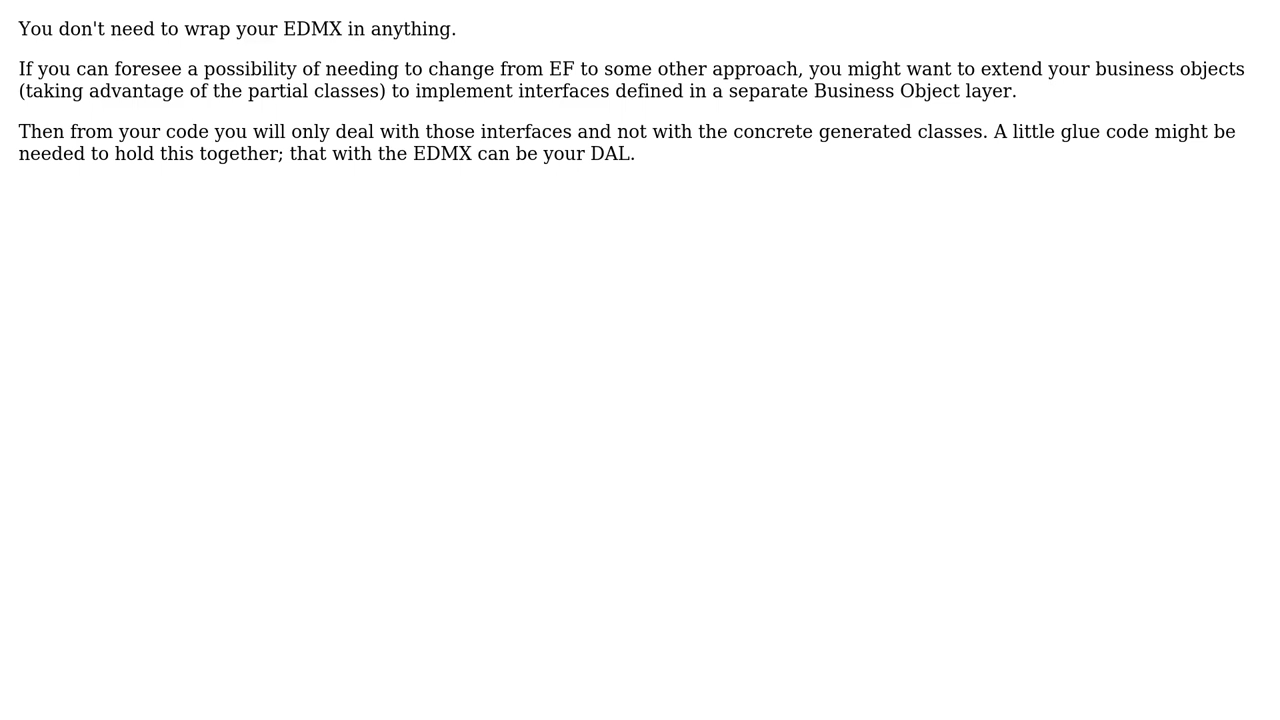 You don't need to wrap your EDMX in anything.
If you can foresee a possibility of needing to change from EF to some other approach, you might want to extend your business objects
(taking advantage of the partial classes) to implement interfaces defined in a separate Business Object layer.
Then from your code you will only deal with those interfaces and not with the concrete generated classes. A little glue code might be
needed to hold this together; that with the EDMX can be your DAL.